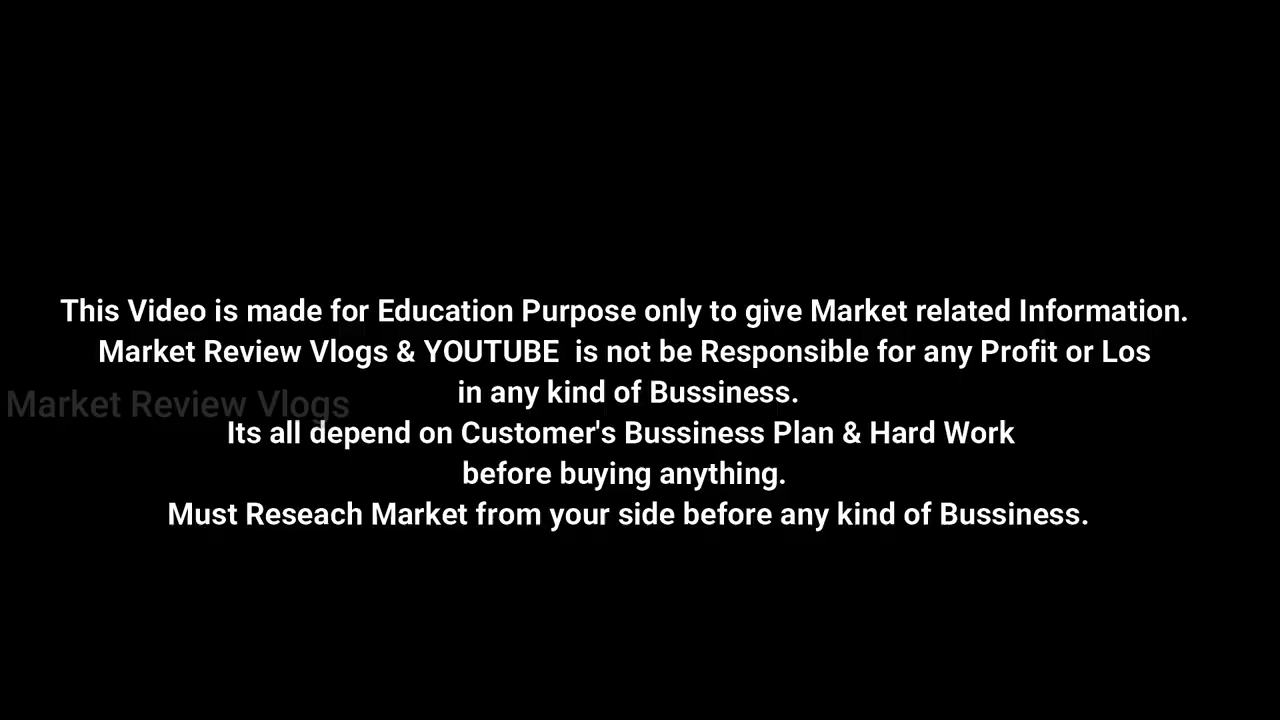 This Video is made for Education Purpose only to give Market related Information.
Market Review Vlogs & YOUTUBE is not be Responsible for any Profit or Los
in any kind of Bussiness.
Market Review Vlogs
Its all depend on Customer's Bussiness Plan & Hard Work
before buying anything.
Must Reseach Market from your side before any kind of Bussiness.